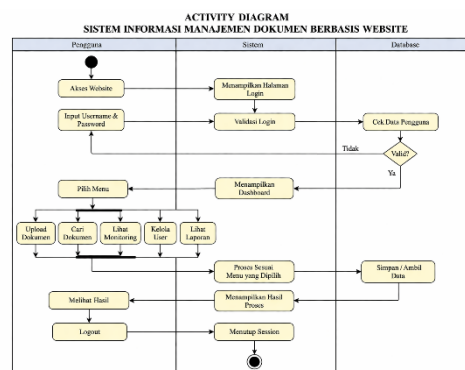 ACTIVITY DIAGRAM
SISTEM INFORMASI MANAJEMEN DOKUMEN BERBASIS WEBSITE
Pengguna
Sistem
Database
Akses Website
Menampilkan Halaman
Login
Input Username &
Password
Validasi Login
Cek Data Pengguna
Tidak
Valid?
Ya
Pilih Menu
Menampilkan
Dashboard
Upload
Dokumen
Cari
Dokumen
Lihat
Monitoring
Kelola
User
Lihat
Laporan
Proses Sesuai
Menu yang Dipilih
Simpan / Ambil
Data
Melihat Hasil
Menampilkan Hasil
Proses
Logout
Menutup Session